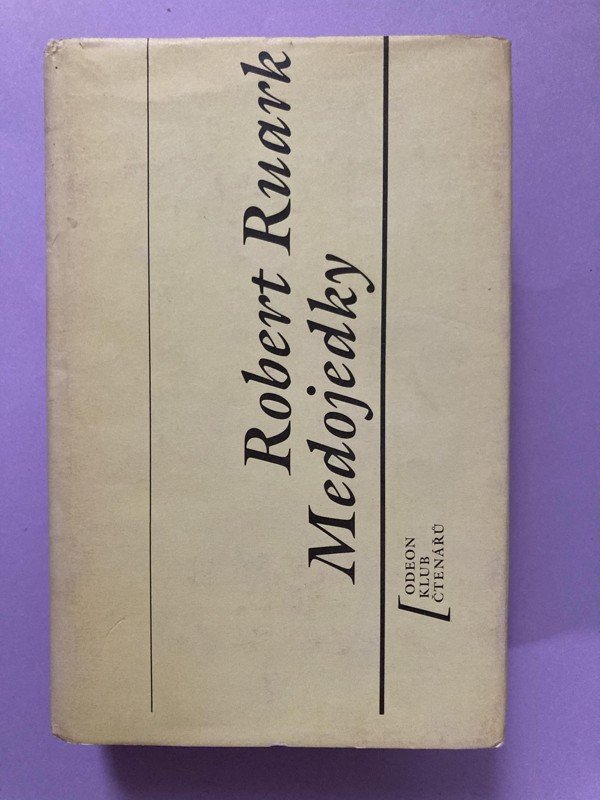 Robert Ruark
Medojedky
ODEON
KLUB
ČTENÁŘŮ